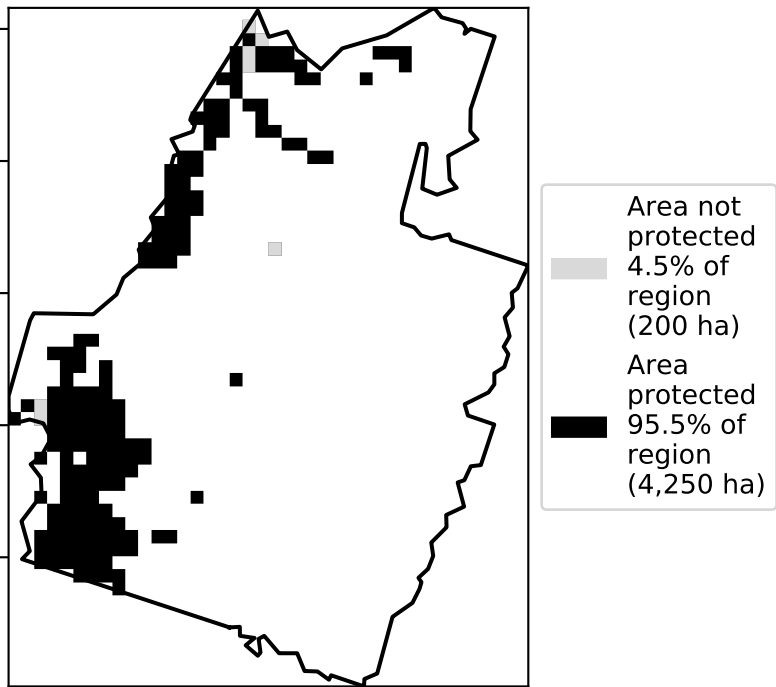 Area not
protected
4.5% of
region
(200 ha)
Area
protected
95.5% of
region
(4,250 ha)